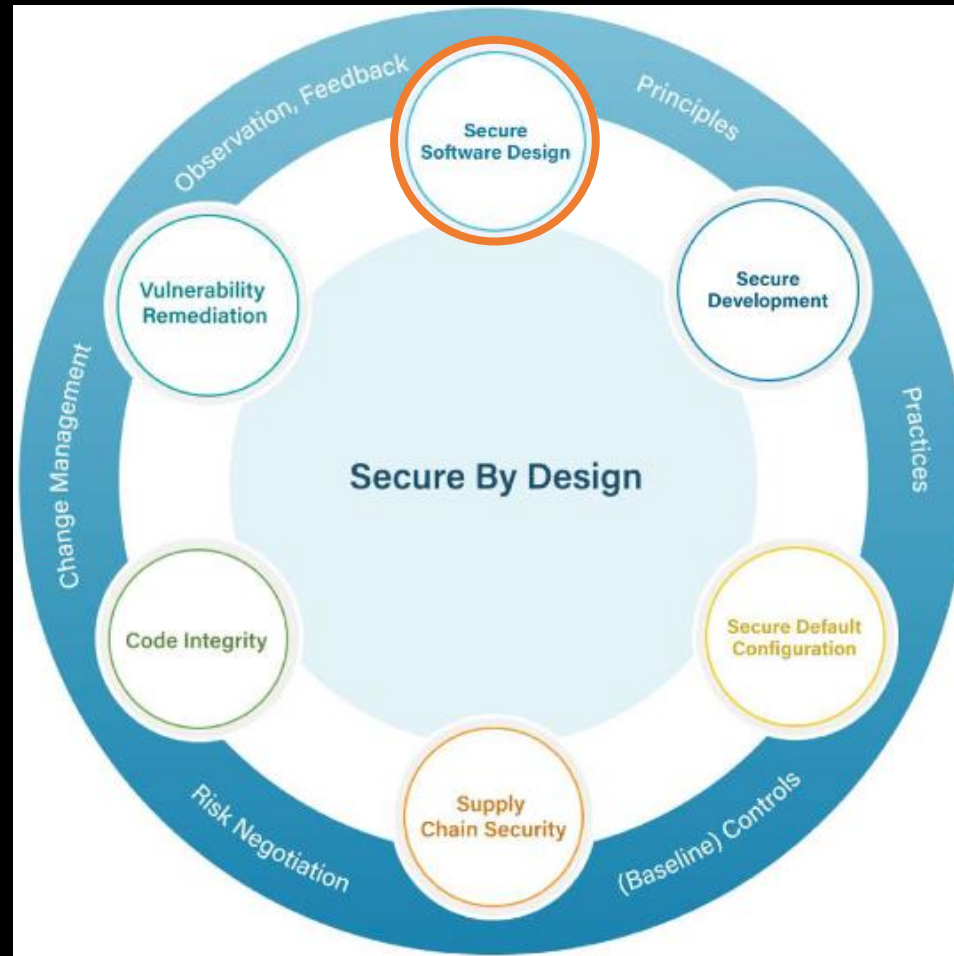 Observation, Feedback
Principles
Secure
Software Design
Vulnerability
Remediation
Secure
Development
Change Management
Practices
Secure By Design
Code Integrity
Secure Default
Configuration
Supply
Chain Security
Risk Negotiation
(Baseline) Controls